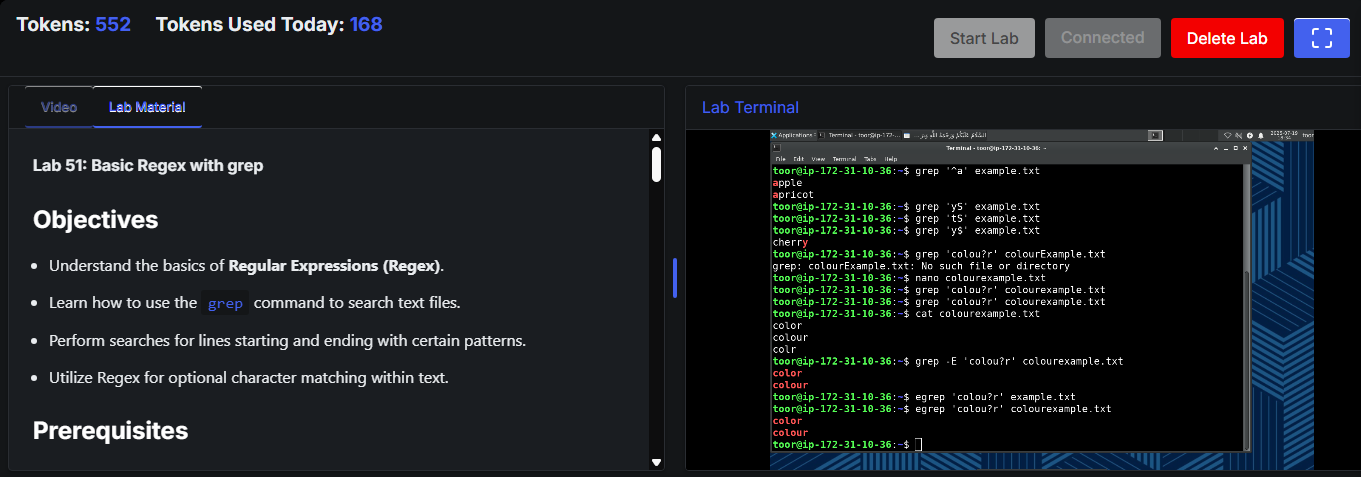 Tokens: 552 Tokens Used Today: 168
Start Lab
Connected
Delete Lab
Video
Lab Material
Lab 51: Basic Regex with grep
Objectives
• Understand the basics of Regular Expressions (Regex).
• Learn how to use the grep command to search text files.
• Perform searches for lines starting and ending with certain patterns.
• Utilize Regex for optional character matching within text.
Prerequisites
Lab Terminal
Applications
Terminal - toor@ip-172-...
2025-07-19
toor
Terminal - toor@ip-172-31-10-36: ~
File Edit View Terminal Tabs Help
toor@ip-172-31-10-36:~$ grep '^a' example.txt
apple
apricot
toor@ip-172-31-10-36:~$ grep 'yS' example.txt
toor@ip-172-31-10-36:~$ grep 'tS' example.txt
toor@ip-172-31-10-36:~$ grep 'y$' example.txt
cherry
toor@ip-172-31-10-36:~$ grep 'colou?r' colourExample.txt
grep: colourExample.txt: No such file or directory
toor@ip-172-31-10-36:~$ nano colourexample.txt
toor@ip-172-31-10-36:~$ grep 'colou?r' colourexample.txt
toor@ip-172-31-10-36:~$ grep 'colou?r' colourexample.txt
toor@ip-172-31-10-36:~$ cat colourexample.txt
color
colour
colr
toor@ip-172-31-10-36:~$ grep -E 'colou?r' colourexample.txt
color
colour
toor@ip-172-31-10-36:~$ egrep 'colou?r' example.txt
toor@ip-172-31-10-36:~$ egrep 'colou?r' colourexample.txt
color
colour
toor@ip-172-31-10-36:~$